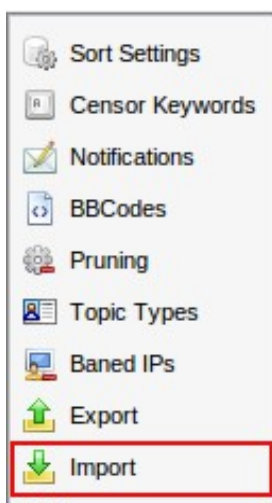 Sort Settings
Censor Keywords
Notifications
BBCodes
Pruning
Topic Types
Baned IPs
Export
Import